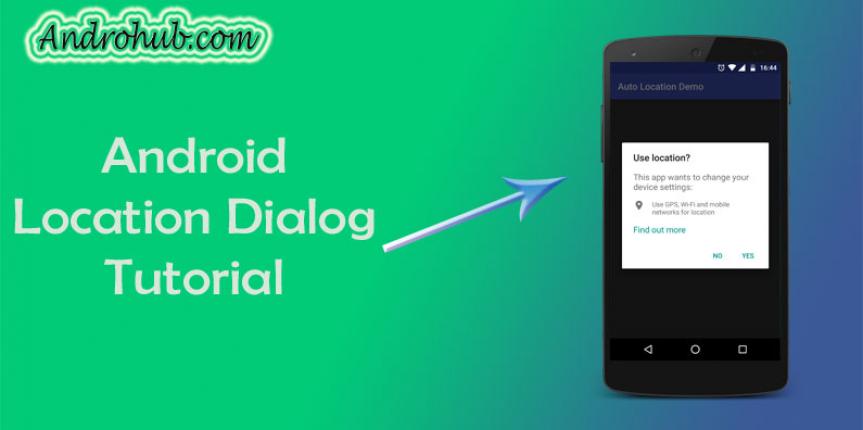 Androhub.com
Android
Location Dialog
Tutorial
16:44
Auto Location Demo
Use location?
This app wants to change your
device settings:
Use GPS, Wi-Fi and mobile
networks for location
Find out more
NO YES